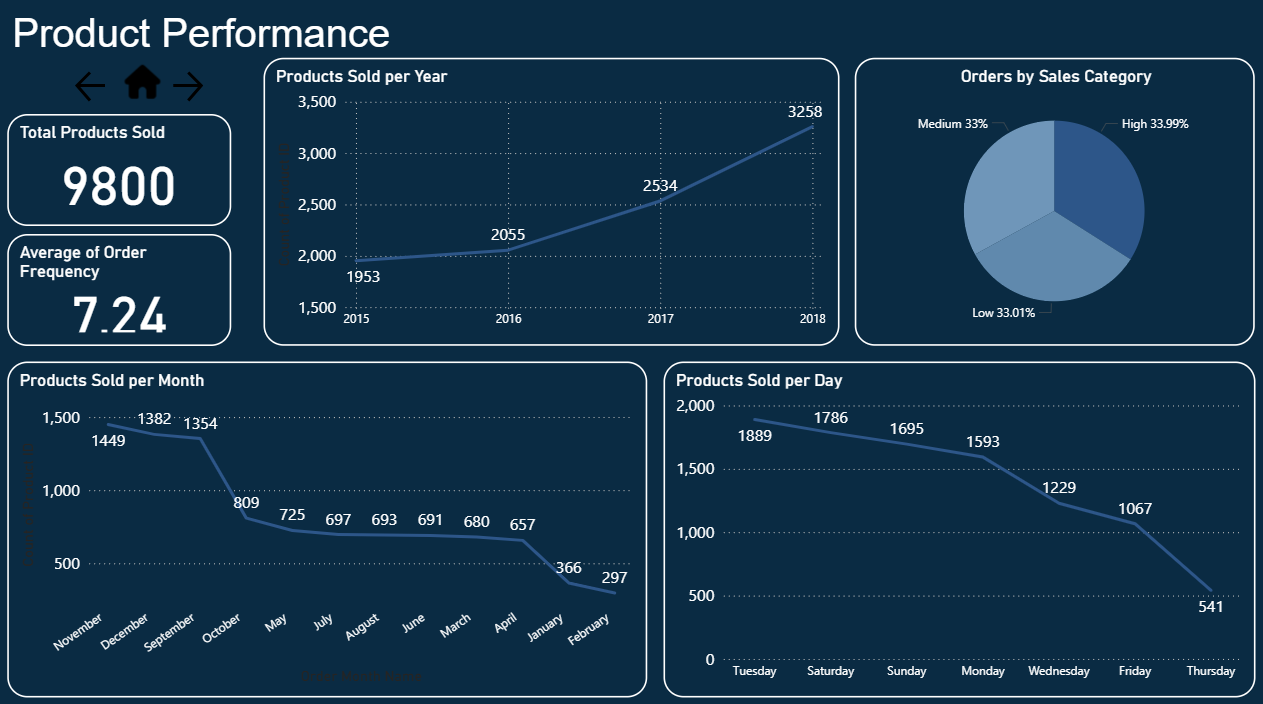 Product Performance
Total Products Sold
9800
Average of Order
Frequency
7.24
Products Sold per Year
3,500
3,000
2,500
2,000
1,500
1953
2055
2534
3258
2015
2016
2017
2018
Orders by Sales Category
Medium 33%
High 33.99%
Low 33.01%
Products Sold per Month
1,500
1,000
500
1449
1382
1354
809
725
697
693
691
680
657
366
297
November
December
September
October
May
July
August
June
March
April
January
February
Products Sold per Day
2,000
1,500
1,000
500
0
1889
1786
1695
1593
1229
1067
541
Tuesday
Saturday
Sunday
Monday
Wednesday
Friday
Thursday